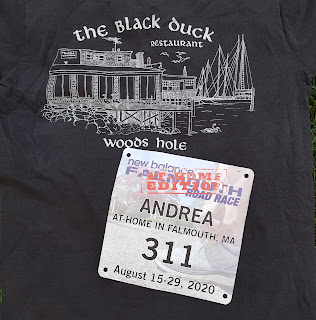 the Black Duck
RESTAURANT
WOODS HOLE
new balance
FALMOUTH
AT-HOME
EDITION
ROAD RACE
ANDREA
AT-HOME IN FALMOUTH, MA
311
August 15-29, 2020